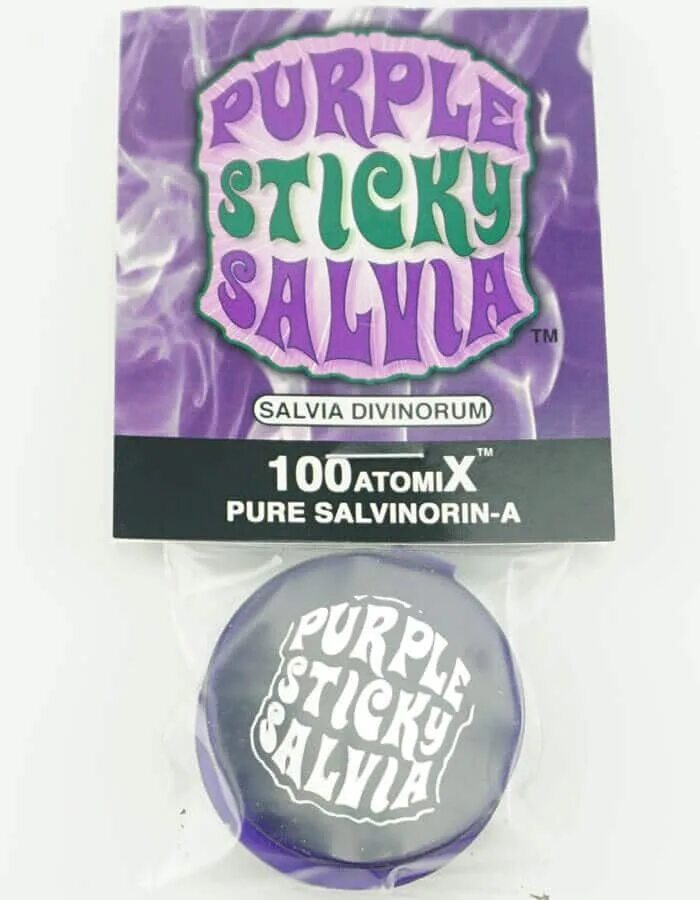 PURPLE
STICKY
SALVIA
™
SALVIA DIVINORUM
100ATOMIX™
PURE SALVINORIN-A
PURPLE
STICKY
SALVIA